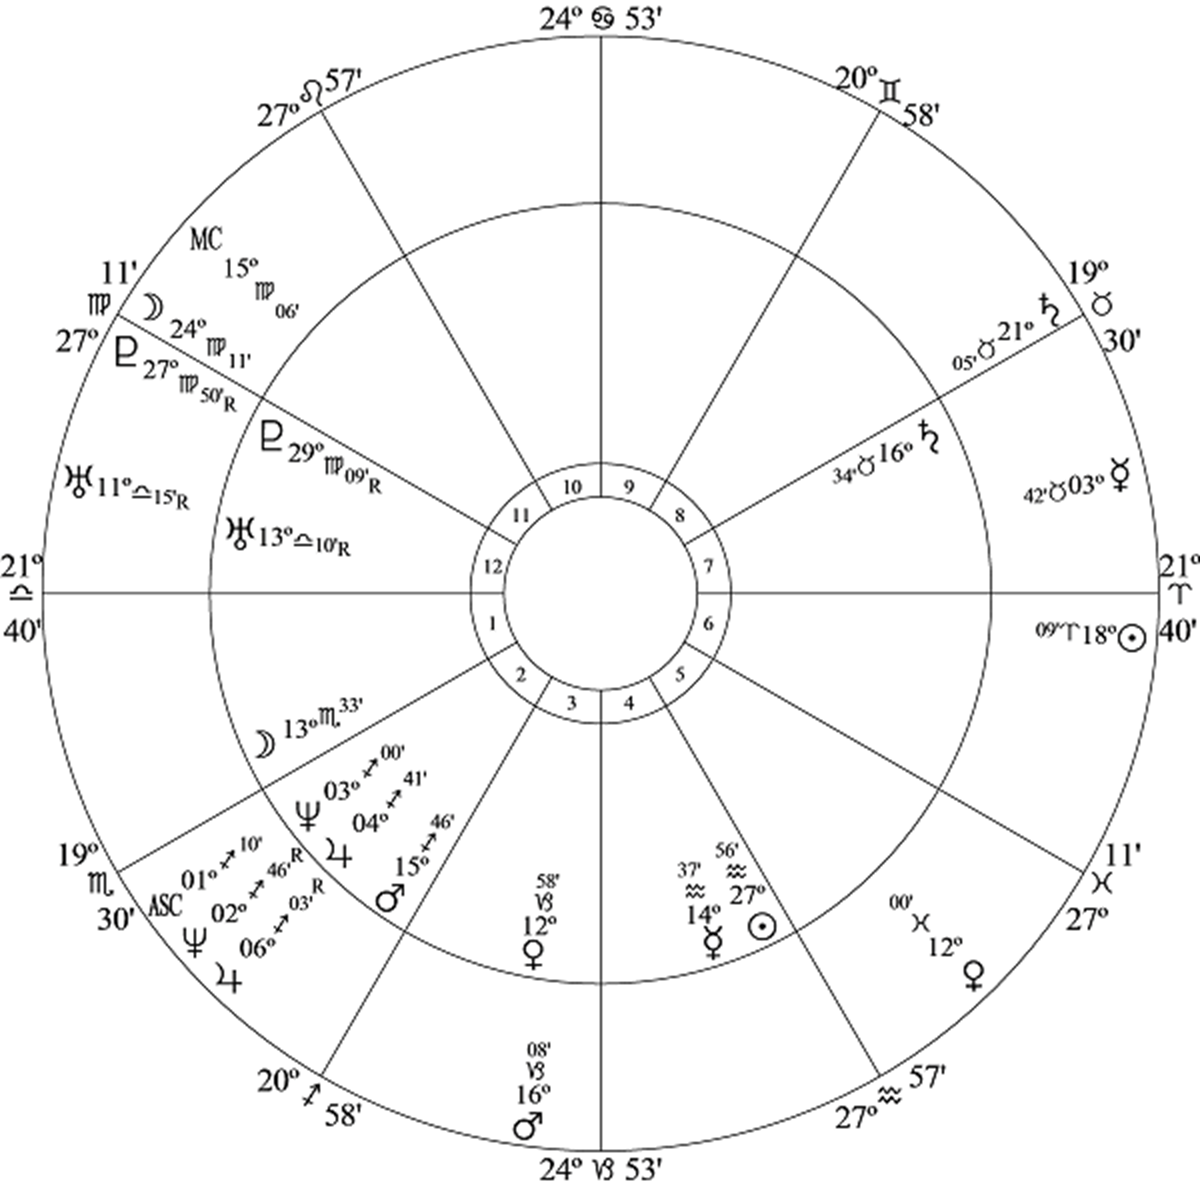 24° ♋ 53'
20° ♊ 58'
27° ♌ 57'
MC 15° ♍ 06'
11' ♍ 27°
☽ 24° ♍ 11'
♇ 27° ♍ 50' R
♇ 29° ♍ 09' R
♅ 11° ♎ 15' R
♅ 13° ♎ 10' R
19° ♉ 30'
05' ♉ 21° ♄
34' ♉ 16° ♄
42' ♉ 03° ☿
10
9
11
8
12
7
1
6
2
5
3
4
21° ♎ 40'
21° ♈ 40'
09' ♈ 18° ☉
☽ 13° ♏ 33'
♆ 03° ♐ 00'
♃ 04° ♐ 41'
♂ 15° ♐ 46'
19° ♏ 30'
ASC 01° ♐ 10'
♆ 02° ♐ 46' R
♃ 06° ♐ 03' R
58' ♑ 12° ♀
37' ♒ 14° ☿
56' ♒ 27° ☉
00' ♓ 12° ♀
11' ♓ 27°
20° ♐ 58'
08' ♑ 16° ♂
27° ♒ 57'
24° ♑ 53'